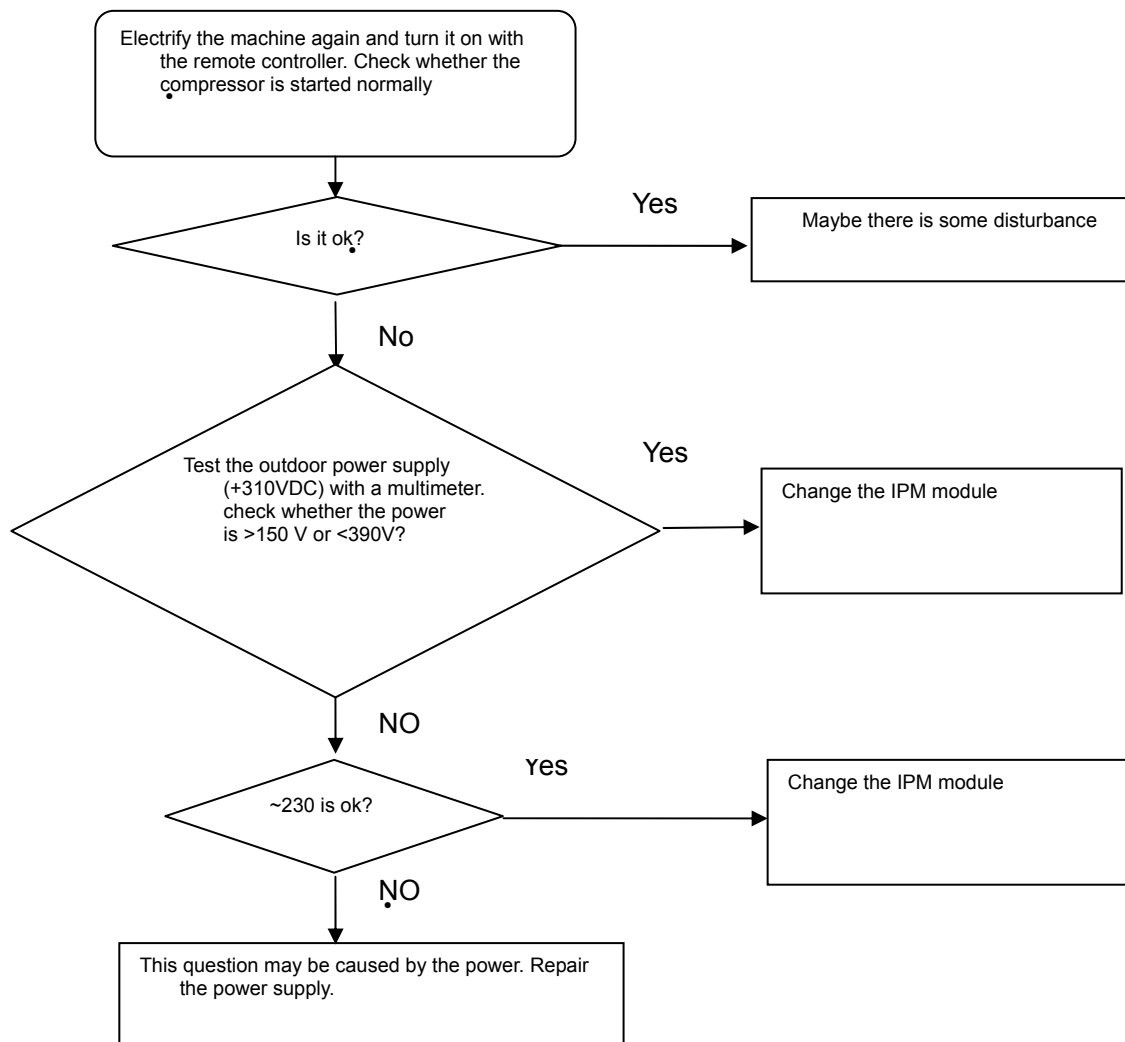 Electrify the machine again and turn it on with
the remote controller. Check whether the
compressor is started normally
Is it ok?
Yes
Maybe there is some disturbance
No
Test the outdoor power supply
(+310VDC) with a multimeter.
check whether the power
is >150 V or <390V?
Yes
Change the IPM module
NO
~230 is ok?
Yes
Change the IPM module
NO
This question may be caused by the power. Repair
the power supply.